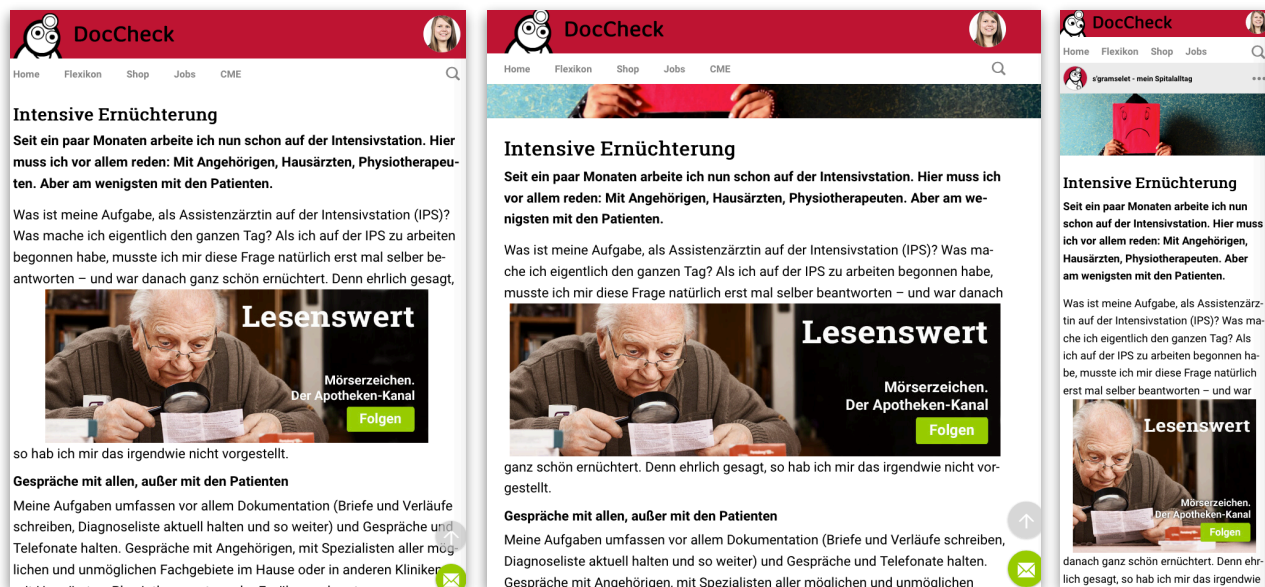 DocCheck
Home Flexikon Shop Jobs CME
Intensive Ernüchterung
Seit ein paar Monaten arbeite ich nun schon auf der Intensivstation. Hier
muss ich vor allem reden: Mit Angehörigen, Hausärzten, Physiotherapeu-
ten. Aber am wenigsten mit den Patienten.
Was ist meine Aufgabe, als Assistenzärztin auf der Intensivstation (IPS)?
Was mache ich eigentlich den ganzen Tag? Als ich auf der IPS zu arbeiten
begonnen habe, musste ich mir diese Frage natürlich erst mal selber be-
antworten – und war danach ganz schön ernüchtert. Denn ehrlich gesagt,
Lesenswert
Mörserzeichen.
Der Apotheken-Kanal
Folgen
so hab ich mir das irgendwie nicht vorgestellt.
Gespräche mit allen, außer mit den Patienten
Meine Aufgaben umfassen vor allem Dokumentation (Briefe und Verläufe
schreiben, Diagnoseliste aktuell halten und so weiter) und Gespräche und
Telefonate halten. Gespräche mit Angehörigen, mit Spezialisten aller mög-
lichen und unmöglichen Fachgebiete im Hause oder in anderen Kliniken
DocCheck
Home Flexikon Shop Jobs CME
Intensive Ernüchterung
Seit ein paar Monaten arbeite ich nun schon auf der Intensivstation. Hier muss ich
vor allem reden: Mit Angehörigen, Hausärzten, Physiotherapeuten. Aber am we-
nigsten mit den Patienten.
Was ist meine Aufgabe, als Assistenzärztin auf der Intensivstation (IPS)? Was ma-
che ich eigentlich den ganzen Tag? Als ich auf der IPS zu arbeiten begonnen habe,
musste ich mir diese Frage natürlich erst mal selber beantworten – und war danach
Lesenswert
Mörserzeichen.
Der Apotheken-Kanal
Folgen
ganz schön ernüchtert. Denn ehrlich gesagt, so hab ich mir das irgendwie nicht vor-
gestellt.
Gespräche mit allen, außer mit den Patienten
Meine Aufgaben umfassen vor allem Dokumentation (Briefe und Verläufe schreiben,
Diagnoseliste aktuell halten und so weiter) und Gespräche und Telefonate halten.
Gespräche mit Angehörigen, mit Spezialisten aller möglichen und unmöglichen
DocCheck
Home Flexikon Shop Jobs
s'gramselet - mein Spitalalltag
Intensive Ernüchterung
Seit ein paar Monaten arbeite ich nun
schon auf der Intensivstation. Hier muss
ich vor allem reden: Mit Angehörigen,
Hausärzten, Physiotherapeuten. Aber
am wenigsten mit den Patienten.
Was ist meine Aufgabe, als Assistenzärz-
tin auf der Intensivstation (IPS)? Was ma-
che ich eigentlich den ganzen Tag? Als
ich auf der IPS zu arbeiten begonnen ha-
be, musste ich mir diese Frage natürlich
erst mal selber beantworten – und war
Lesenswert
Mörserzeichen.
Der Apotheken-Kanal
Folgen
danach ganz schön ernüchtert. Denn ehr-
lich gesagt, so hab ich mir das irgendwie